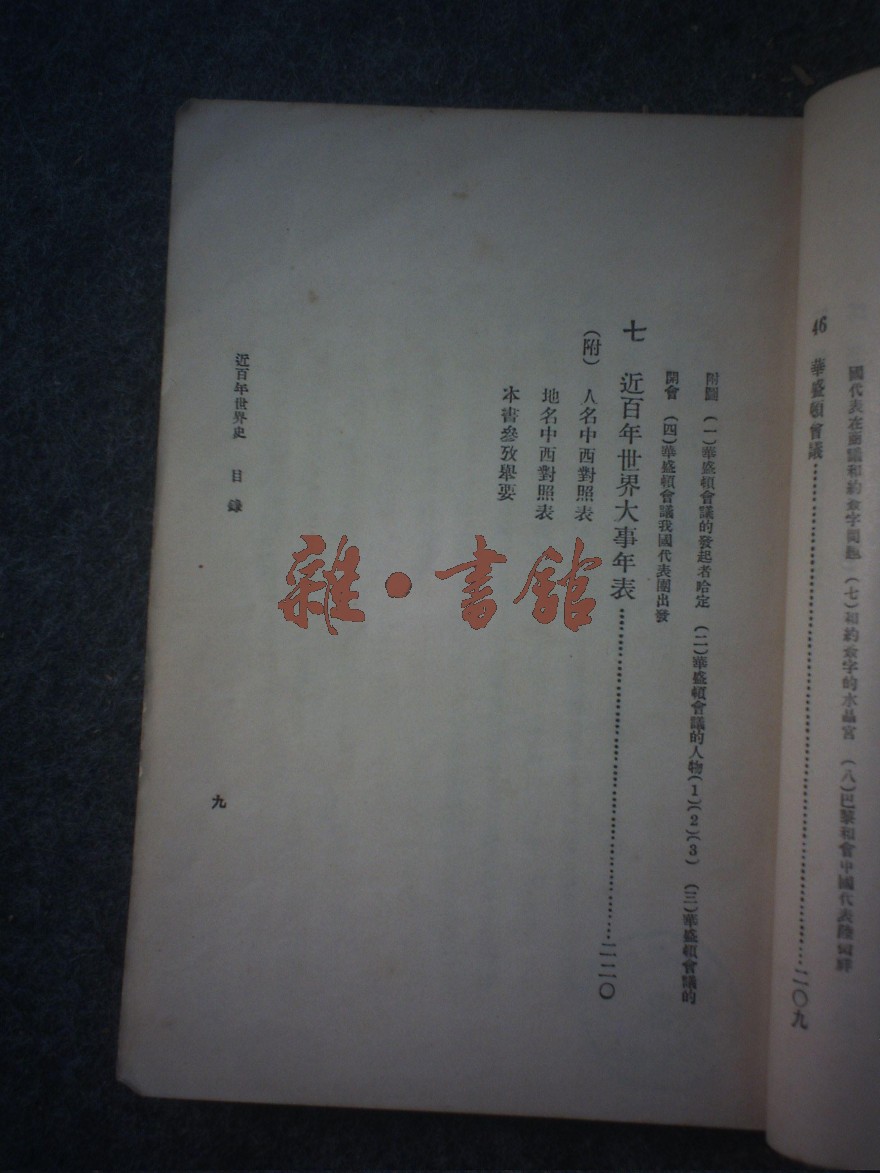 國代表在商議和約簽字問題　(七)和約簽字的水晶宮　(八)巴黎和會中國代表陸徵祥
46　華盛頓會議……二〇九
附圖　(一)華盛頓會議的發起者哈定　(二)華盛頓會議的人物(1)(2)(3)　(三)華盛頓會議的
開會　(四)華盛頓會議我國代表團出發
七　近百年世界大事年表……二二〇
(附)　人名中西對照表
地名中西對照表
本書參攷舉要
近百年世界史　目錄
九
雜·書館